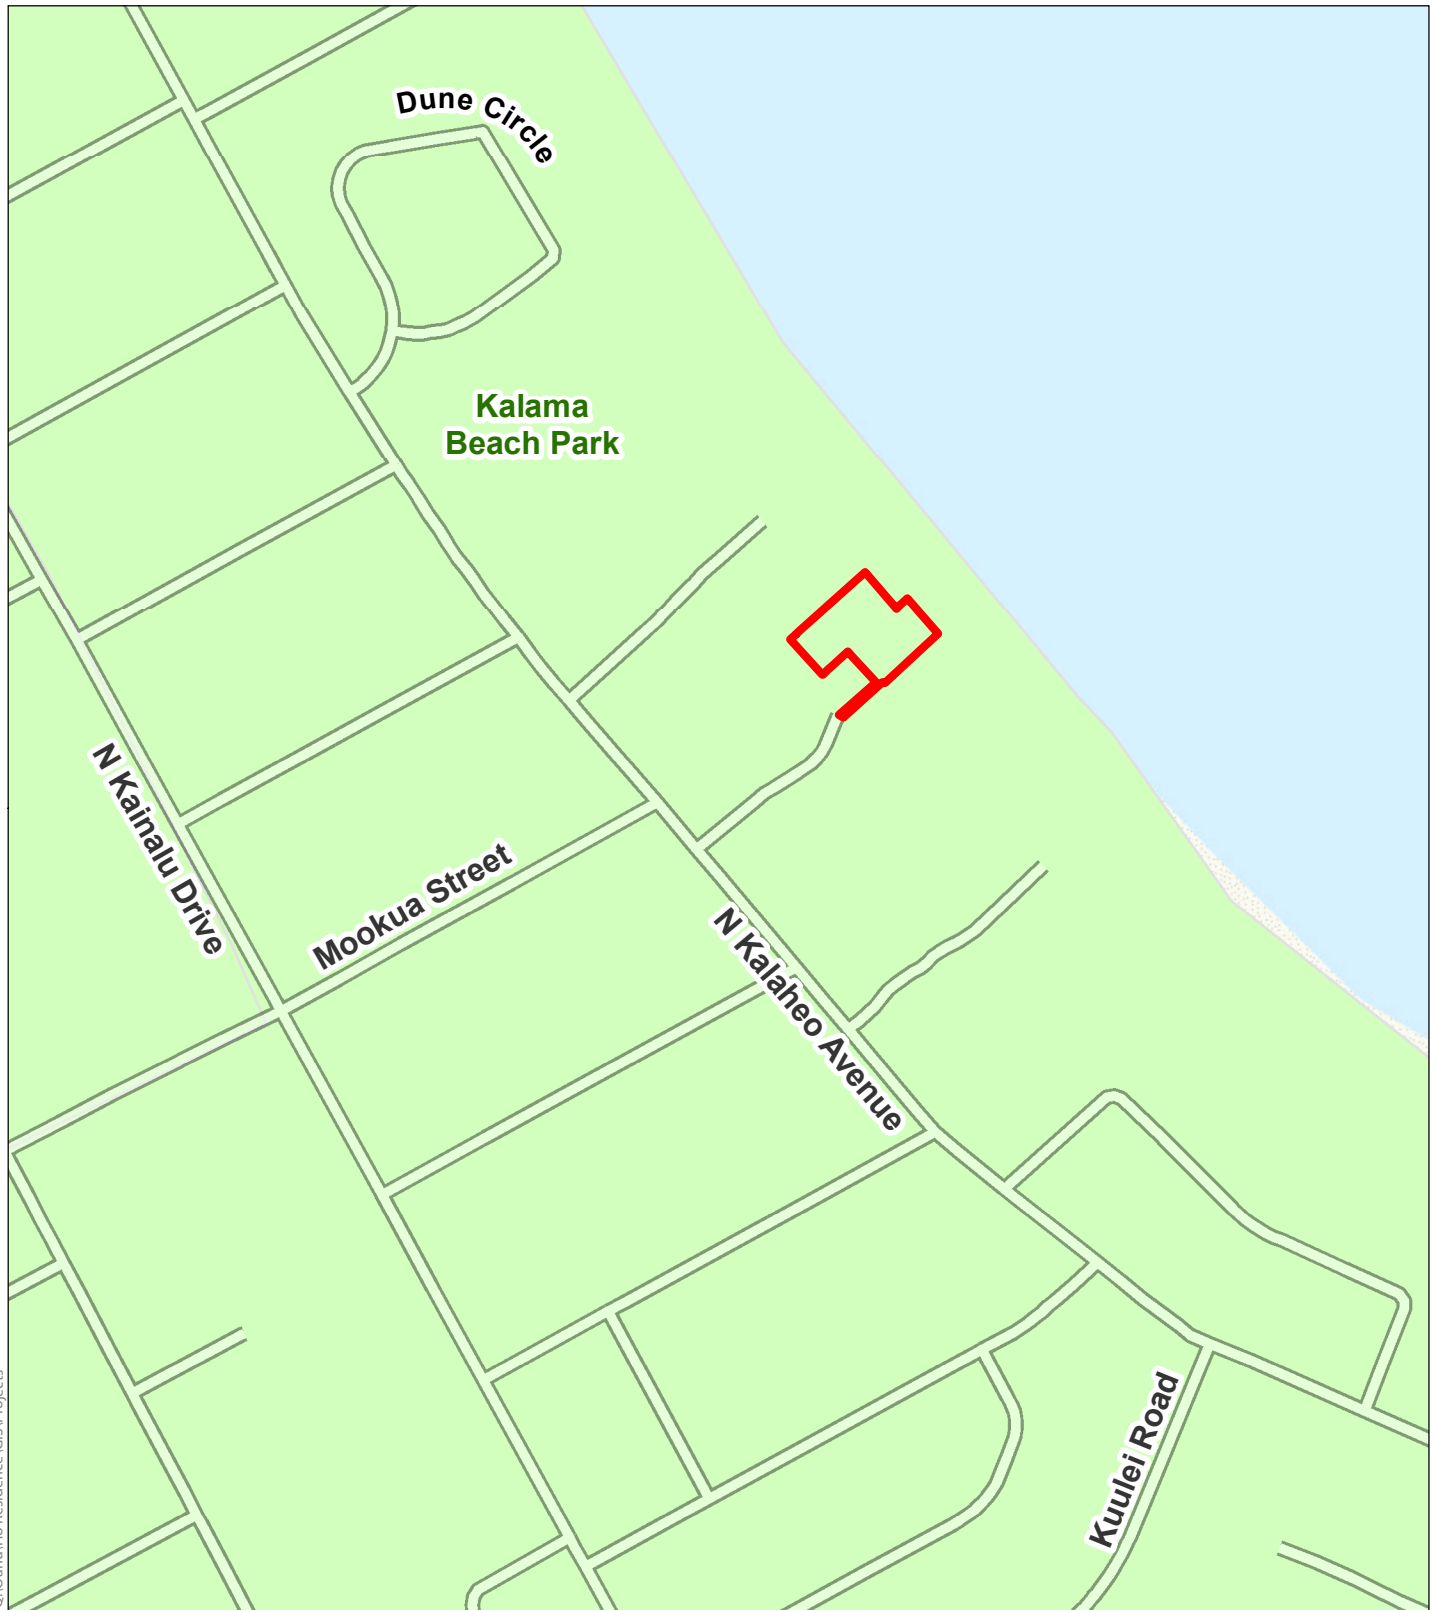 Dune Circle
Kalama
Beach Park
N Kainalu Drive
Mookua Street
N Kalaheo Avenue
Kuulei Road